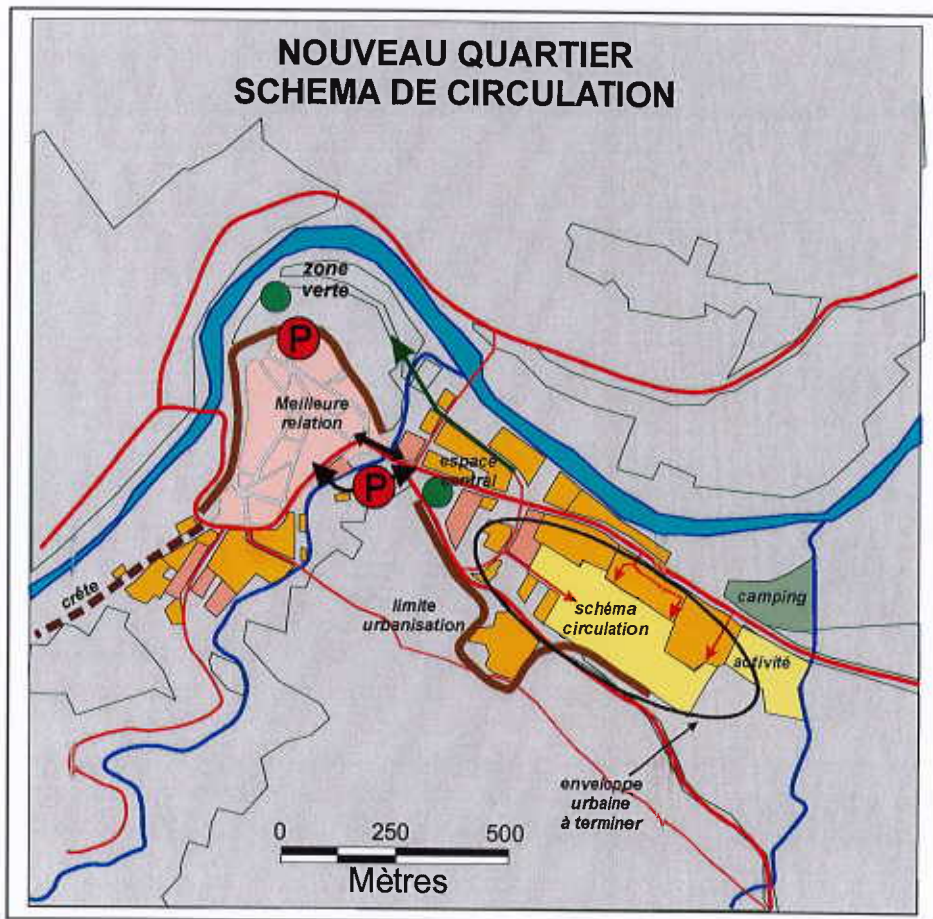 NOUVEAU QUARTIER
SCHEMA DE CIRCULATION
zone
verte
P
Meilleure
relation
espace
central
P
crête
limite
urbanisation
schéma
circulation
camping
activité
enveloppe
urbaine
à terminer
0 250 500
Mètres